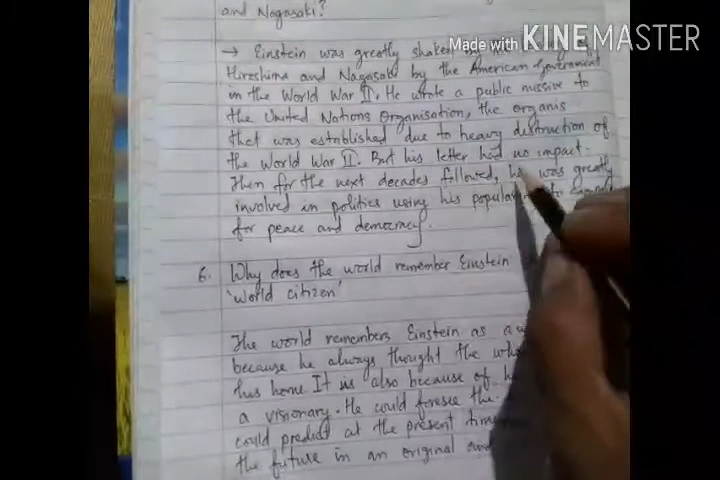 and Nagasaki?
Made with KINEMASTER
→ Einstein was greatly shaken by the
Hiroshima and Nagasaki by the American Government
in the World War II. He wrote a public missive to
the United Nations Organisation, the organis
that was established due to heavy distruction of
the World War II. But his letter had no impact.
Then for the next decades followed, he was greatly
involved in politics using his
for peace and democracy.
6. Why does the world remember Einstein
'world citizen'
The world remembers Einstein as a
because he always thought the
his home. It is also because of
a visionary. He could foresee the
could predict at the present
the future in an original and